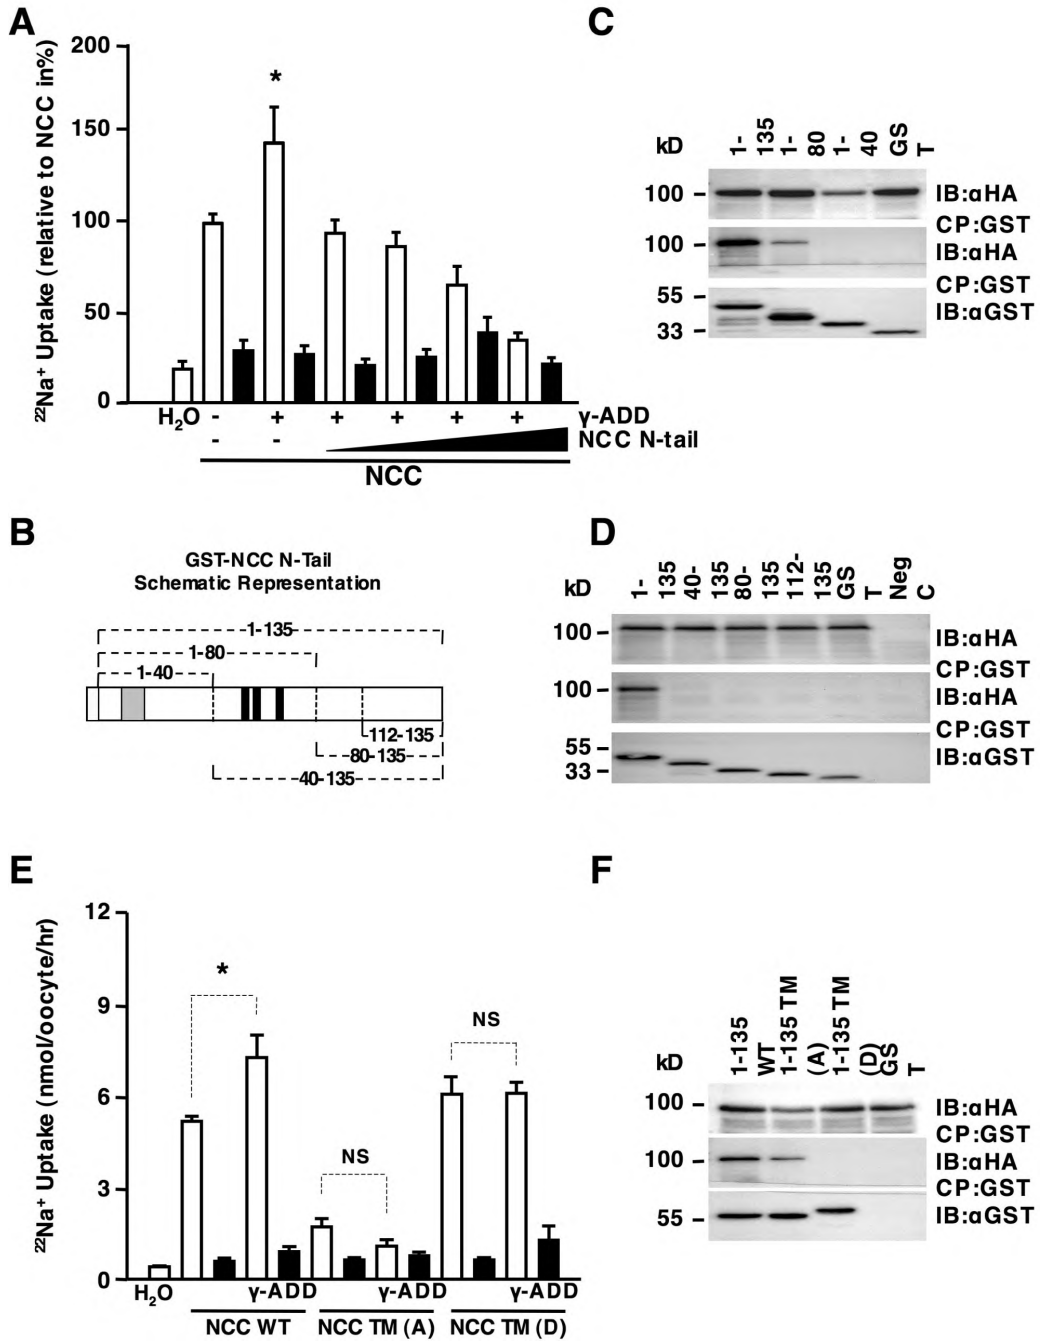 A
²²Na⁺ Uptake (relative to NCC in%)
200
150
100
50
0
*
H₂O - + + + + + γ-ADD
- - NCC N-tail
NCC
B
GST-NCC N-Tail
Schematic Representation
1-135
1-80
1-40
112-135
80-135
40-135
C
kD
1-
135
1-
80
1-
40
GS
T
100
IB:αHA
CP:GST
100
IB:αHA
CP:GST
55
33
IB:αGST
D
kD
1-
135
40-
135
80-
135
112-
135
GS
T
Neg
C
100
IB:αHA
CP:GST
100
IB:αHA
CP:GST
55
33
IB:αGST
E
²²Na⁺ Uptake (nmol/oocyte/hr)
12
9
6
3
0
*
NS
NS
H₂O γ-ADD γ-ADD γ-ADD
NCC WT NCC TM (A) NCC TM (D)
F
kD
1-135
WT
1-135 TM
(A)
1-135 TM
(D)
GS
T
100
IB:αHA
CP:GST
100
IB:αHA
CP:GST
55
IB:αGST